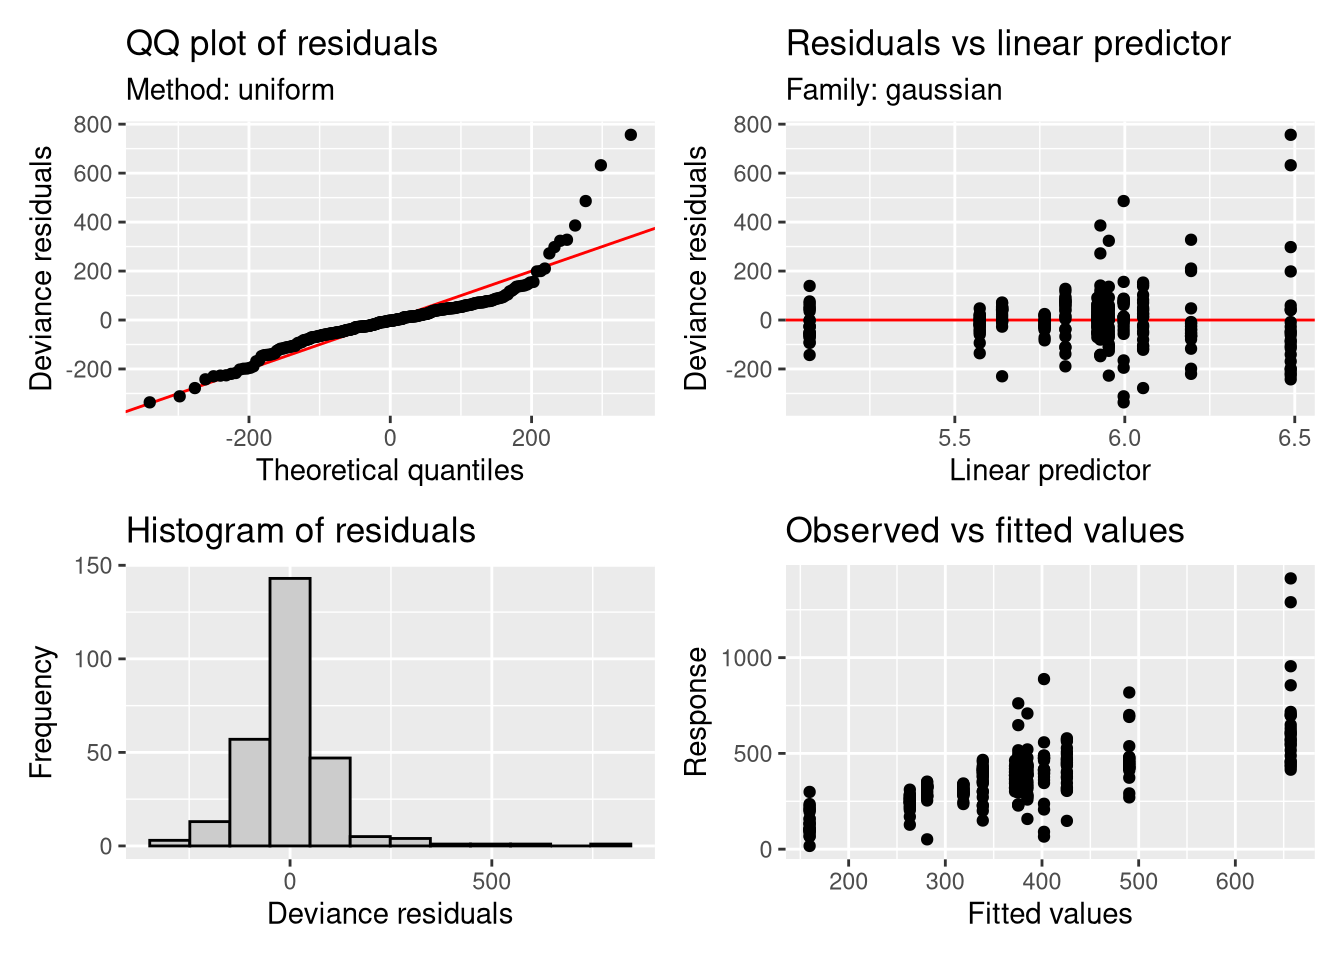 QQ plot of residuals
Method: uniform
800
600
400
200
0
-200
-200
0
200
Deviance residuals
Theoretical quantiles
Residuals vs linear predictor
Family: gaussian
800
600
400
200
0
-200
5.5
6.0
6.5
Deviance residuals
Linear predictor
Histogram of residuals
150
100
50
0
0
500
Frequency
Deviance residuals
Observed vs fitted values
1000
500
0
200
300
400
500
600
Response
Fitted values